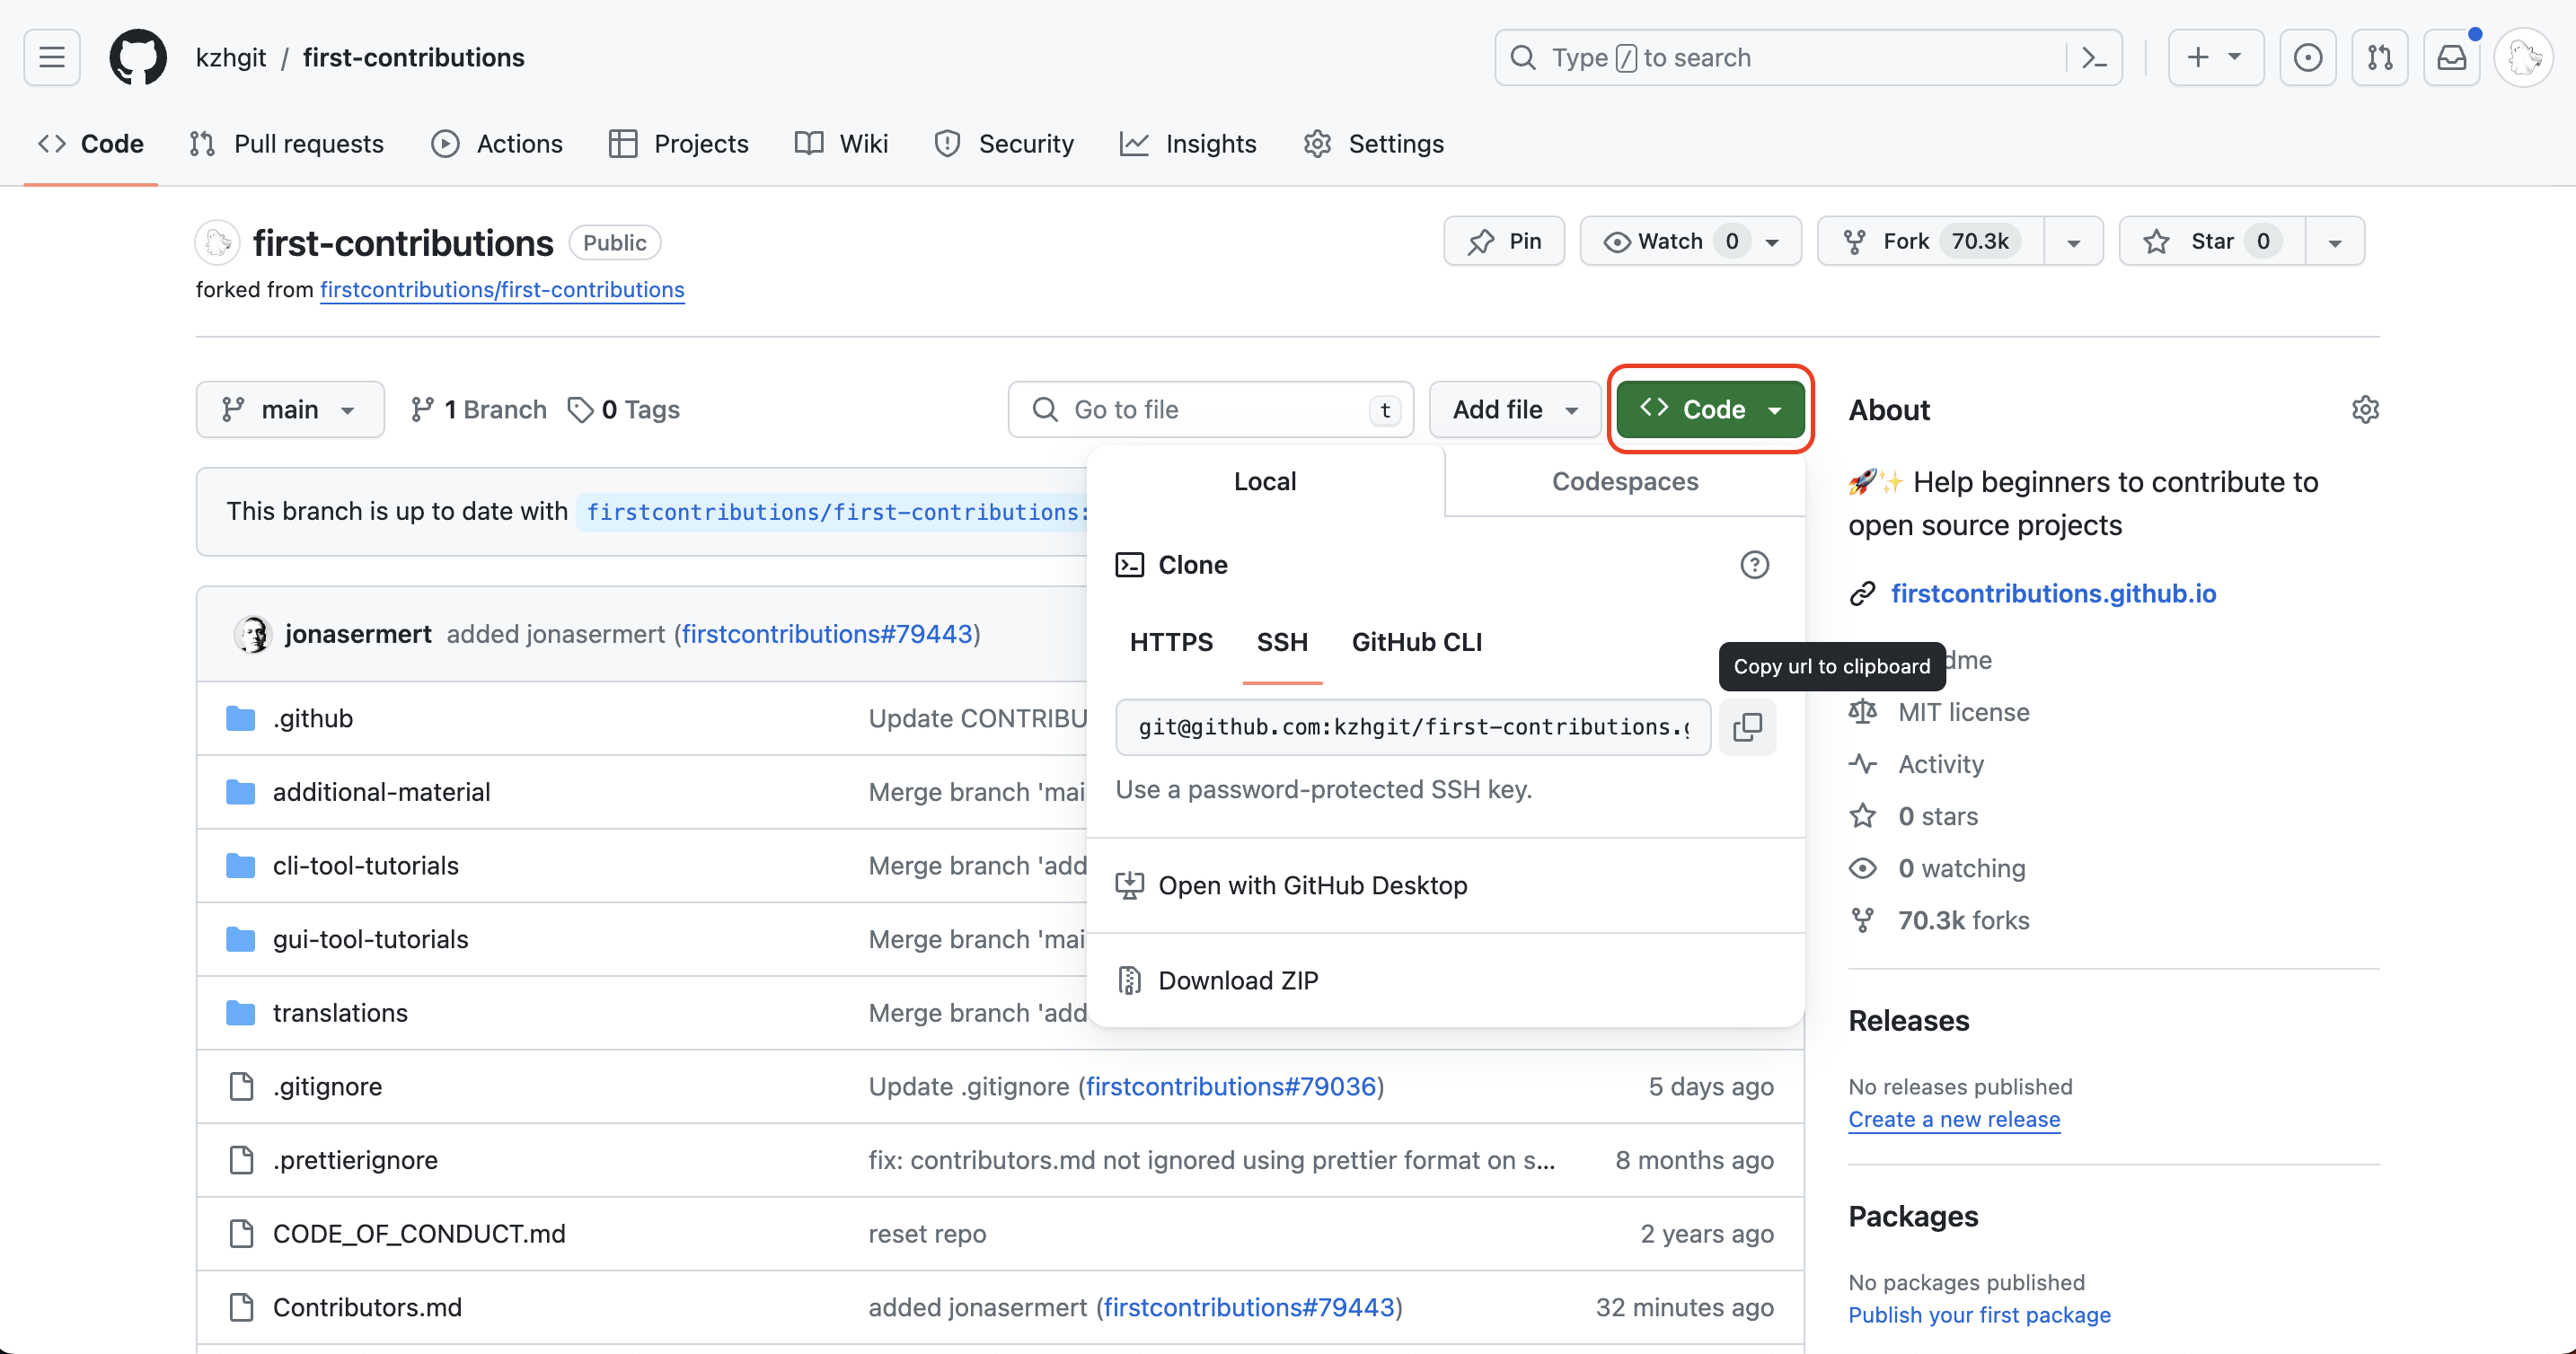 kzhgit / first-contributions
Type / to search
Code Pull requests Actions Projects Wiki Security Insights Settings
first-contributions Public
Pin Watch 0 Fork 70.3k Star 0
forked from firstcontributions/first-contributions
main 1 Branch 0 Tags
Go to file t
Add file Code
Local Codespaces
This branch is up to date with firstcontributions/first-contributions:
Clone
HTTPS SSH GitHub CLI
Copy url to clipboard
git@github.com:kzhgit/first-contributions.g
Use a password-protected SSH key.
Open with GitHub Desktop
Download ZIP
jonasermert added jonasermert (firstcontributions#79443)
.github Update CONTRIBU
additional-material Merge branch 'mai
cli-tool-tutorials Merge branch 'add
gui-tool-tutorials Merge branch 'mai
translations Merge branch 'add
.gitignore Update .gitignore (firstcontributions#79036) 5 days ago
.prettierignore fix: contributors.md not ignored using prettier format on s... 8 months ago
CODE_OF_CONDUCT.md reset repo 2 years ago
Contributors.md added jonasermert (firstcontributions#79443) 32 minutes ago
About
🚀✨ Help beginners to contribute to
open source projects
firstcontributions.github.io
dme
MIT license
Activity
0 stars
0 watching
70.3k forks
Releases
No releases published
Create a new release
Packages
No packages published
Publish your first package